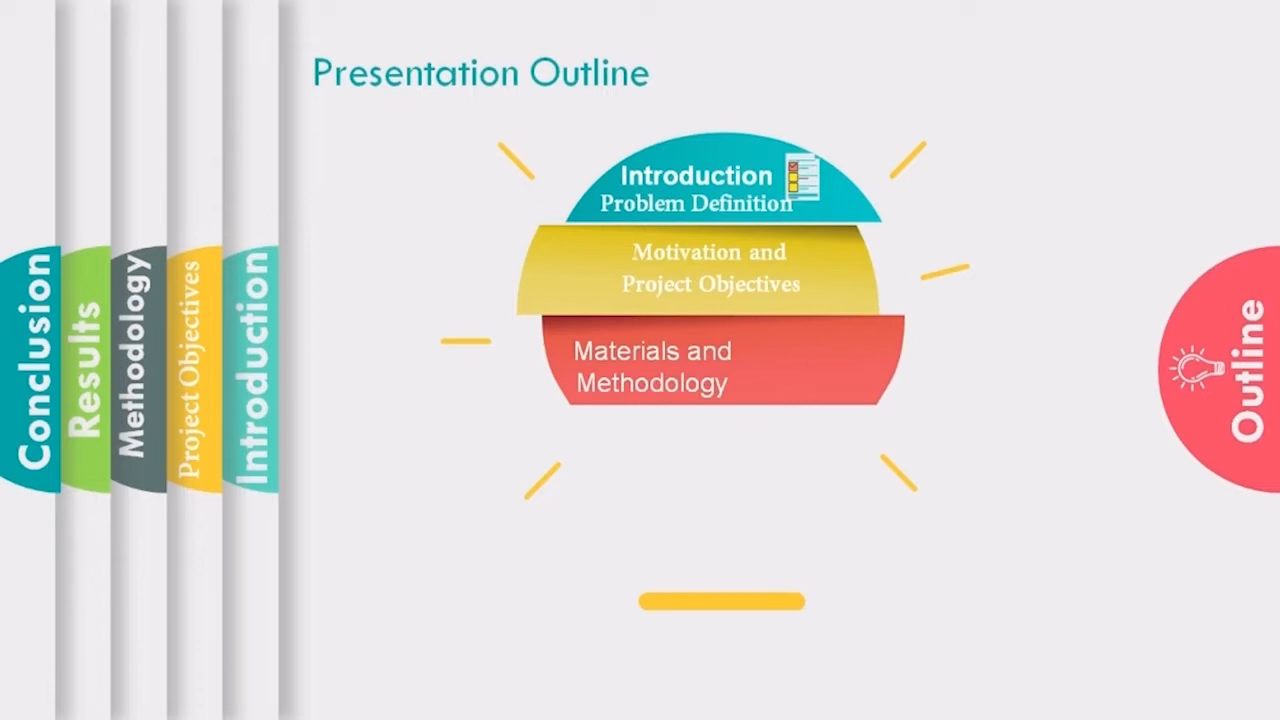 Presentation Outline
Introduction
Problem Definition
Motivation and
Project Objectives
Materials and
Methodology
Conclusion
Results
Methodology
Project Objectives
Introduction
Outline